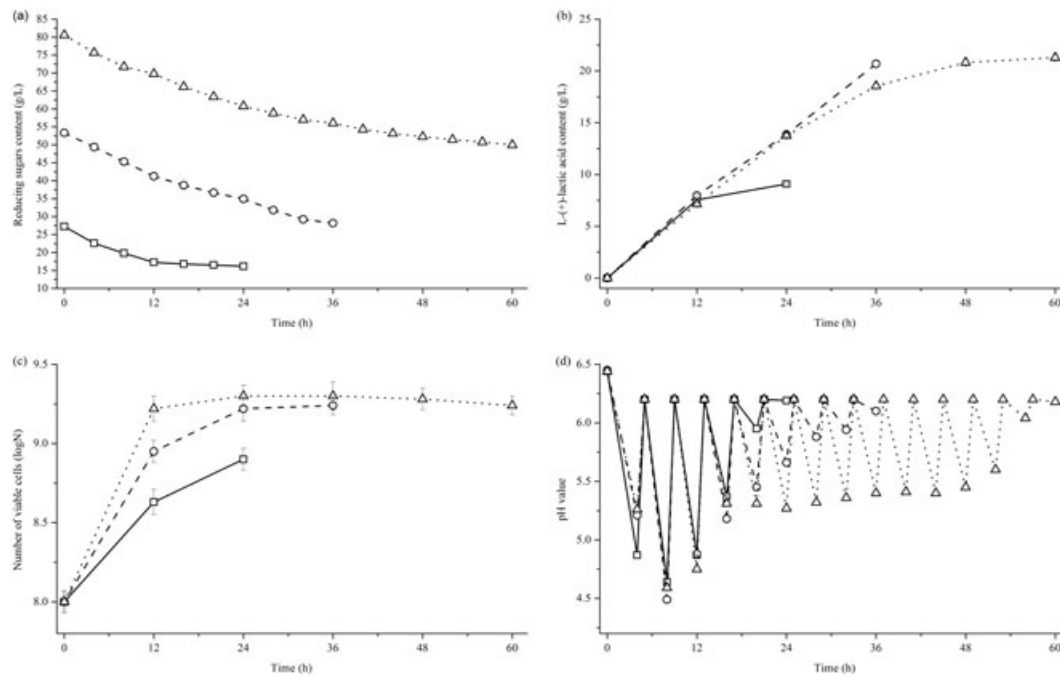 (a)
85
80
75
70
65
60
55
50
45
40
35
30
25
20
15
10
Reducing sugars content (g/L)
0 12 24 36 48 60
Time (h)
(b)
25
20
15
10
5
0
L-(+)-lactic acid content (g/L)
0 12 24 36 48 60
Time (h)
(c)
9.5
9.0
8.5
8.0
Number of viable cells (logN)
0 12 24 36 48 60
Time (h)
(d)
6.5
6.0
5.5
5.0
4.5
pH value
0 12 24 36 48 60
Time (h)